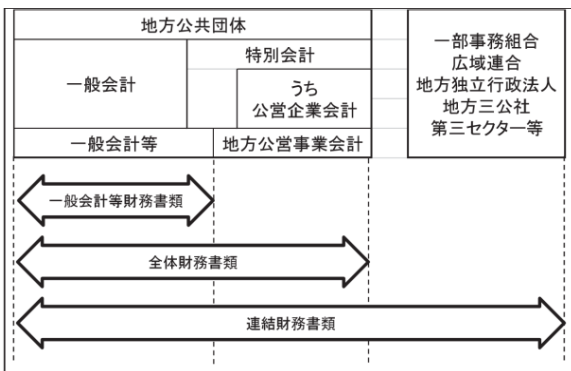 地方公共団体
一般会計
特別会計
うち
公営企業会計
一般会計等
地方公営事業会計
一部事務組合
広域連合
地方独立行政法人
地方三公社
第三セクター等
一般会計等財務書類
全体財務書類
連結財務書類